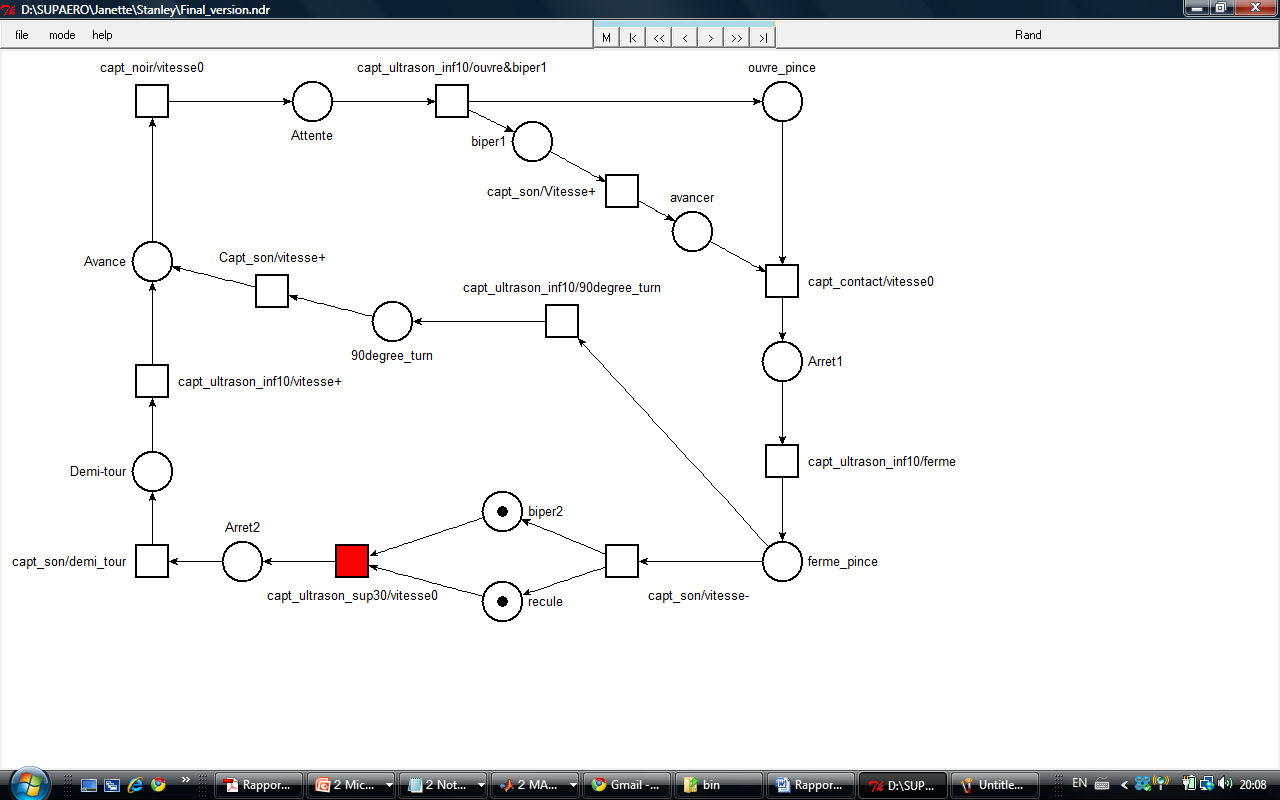 D:\SUPAERO\Janette\Stanley\Final_version.ndr
file mode help M |< << < > >> >| Rand
capt_noir/vitesse0 capt_ultrason_inf10/ouvre&biper1 ouvre_pince
Attente
biper1
capt_son/Vitesse+
avancer
Avance
Capt_son/vitesse+
capt_contact/vitesse0
capt_ultrason_inf10/90degree_turn
90degree_turn
Arret1
capt_ultrason_inf10/vitesse+
capt_ultrason_inf10/ferme
Demi-tour
biper2
Arret2
capt_son/demi_tour
ferme_pince
capt_ultrason_sup30/vitesse0
recule
capt_son/vitesse-
» Rappor... 2 Mic... 2 Not... 2 MA... Gmail -... bin Rappor... D:\SUP... Untitle... EN < 20:08